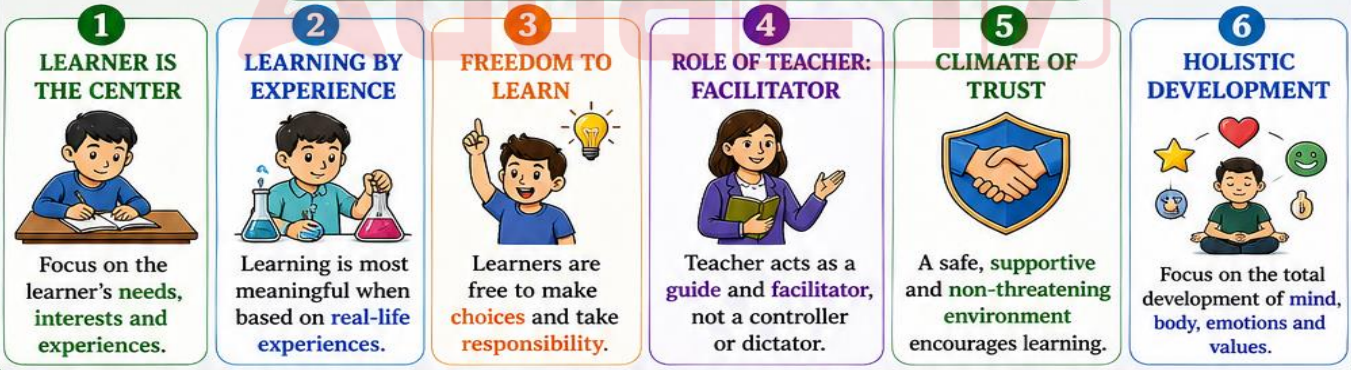 1
LEARNER IS
THE CENTER
Focus on the
learner's needs,
interests and
experiences.
2
LEARNING BY
EXPERIENCE
Learning is most
meaningful when
based on real-life
experiences.
3
FREEDOM TO
LEARN
Learners are
free to make
choices and take
responsibility.
4
ROLE OF TEACHER:
FACILITATOR
Teacher acts as a
guide and facilitator,
not a controller
or dictator.
5
CLIMATE OF
TRUST
A safe, supportive
and non-threatening
environment
encourages learning.
6
HOLISTIC
DEVELOPMENT
Focus on the total
development of mind,
body, emotions and
values.